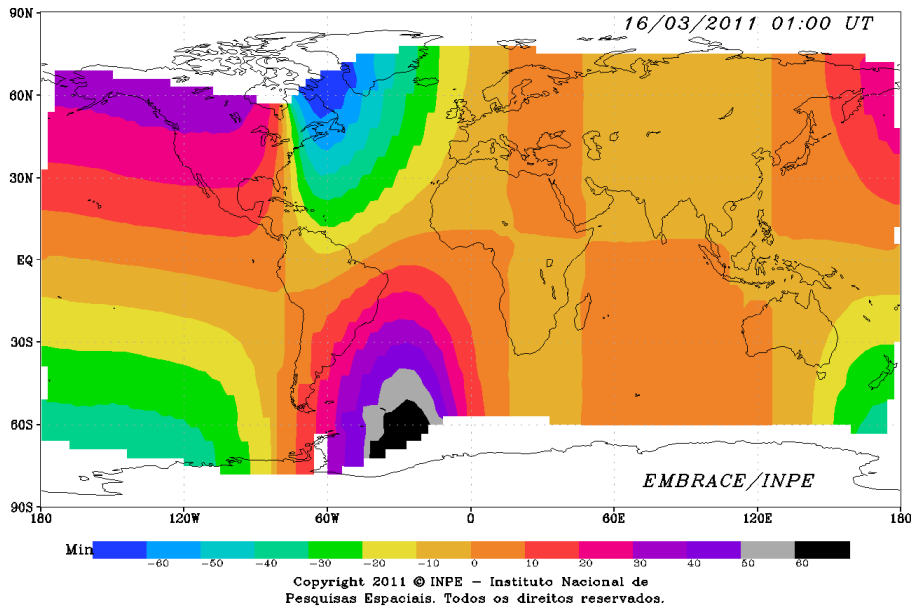 90N
16/03/2011 01:00 UT
60N
30N
EQ
30S
60S
EMBRACE/INPE
90S
180 120W 60W 0 60E 120E 180
Min
-60 -50 -40 -30 -20 -10 0 10 20 30 40 50 60
Copyright 2011 © INPE - Instituto Nacional de
Pesquisas Espaciais. Todos os direitos reservados.